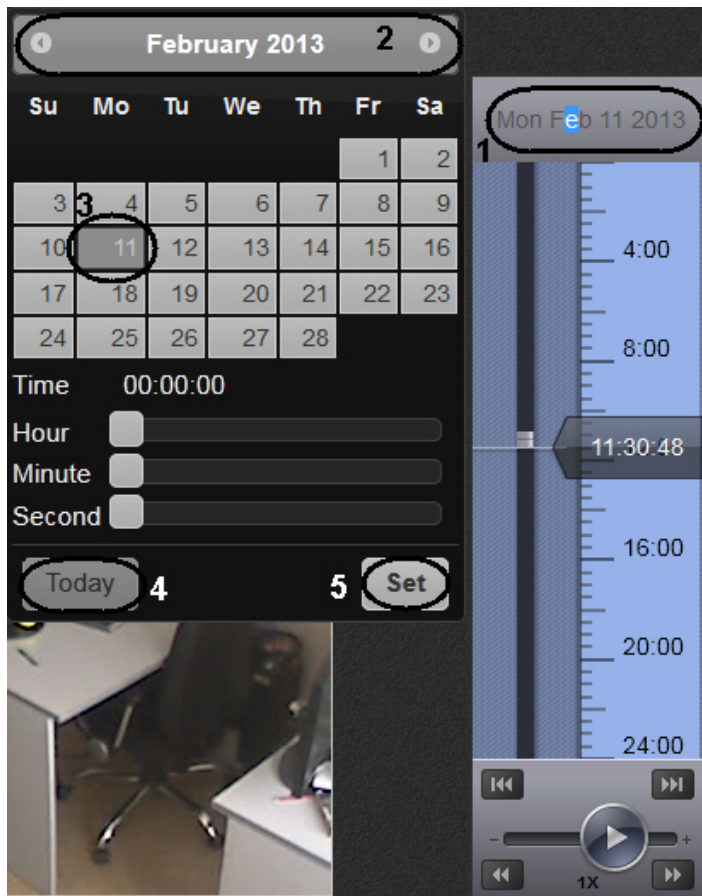 February 2013 2
Su Mo Tu We Th Fr Sa
1 2
3 3 4 5 6 7 8 9
10 11 12 13 14 15 16
17 18 19 20 21 22 23
24 25 26 27 28
Time 00:00:00
Hour
Minute
Second
Today 4 5 Set
Mon Feb 11 2013
1
4:00
8:00
11:30:48
16:00
20:00
24:00
- +
1X